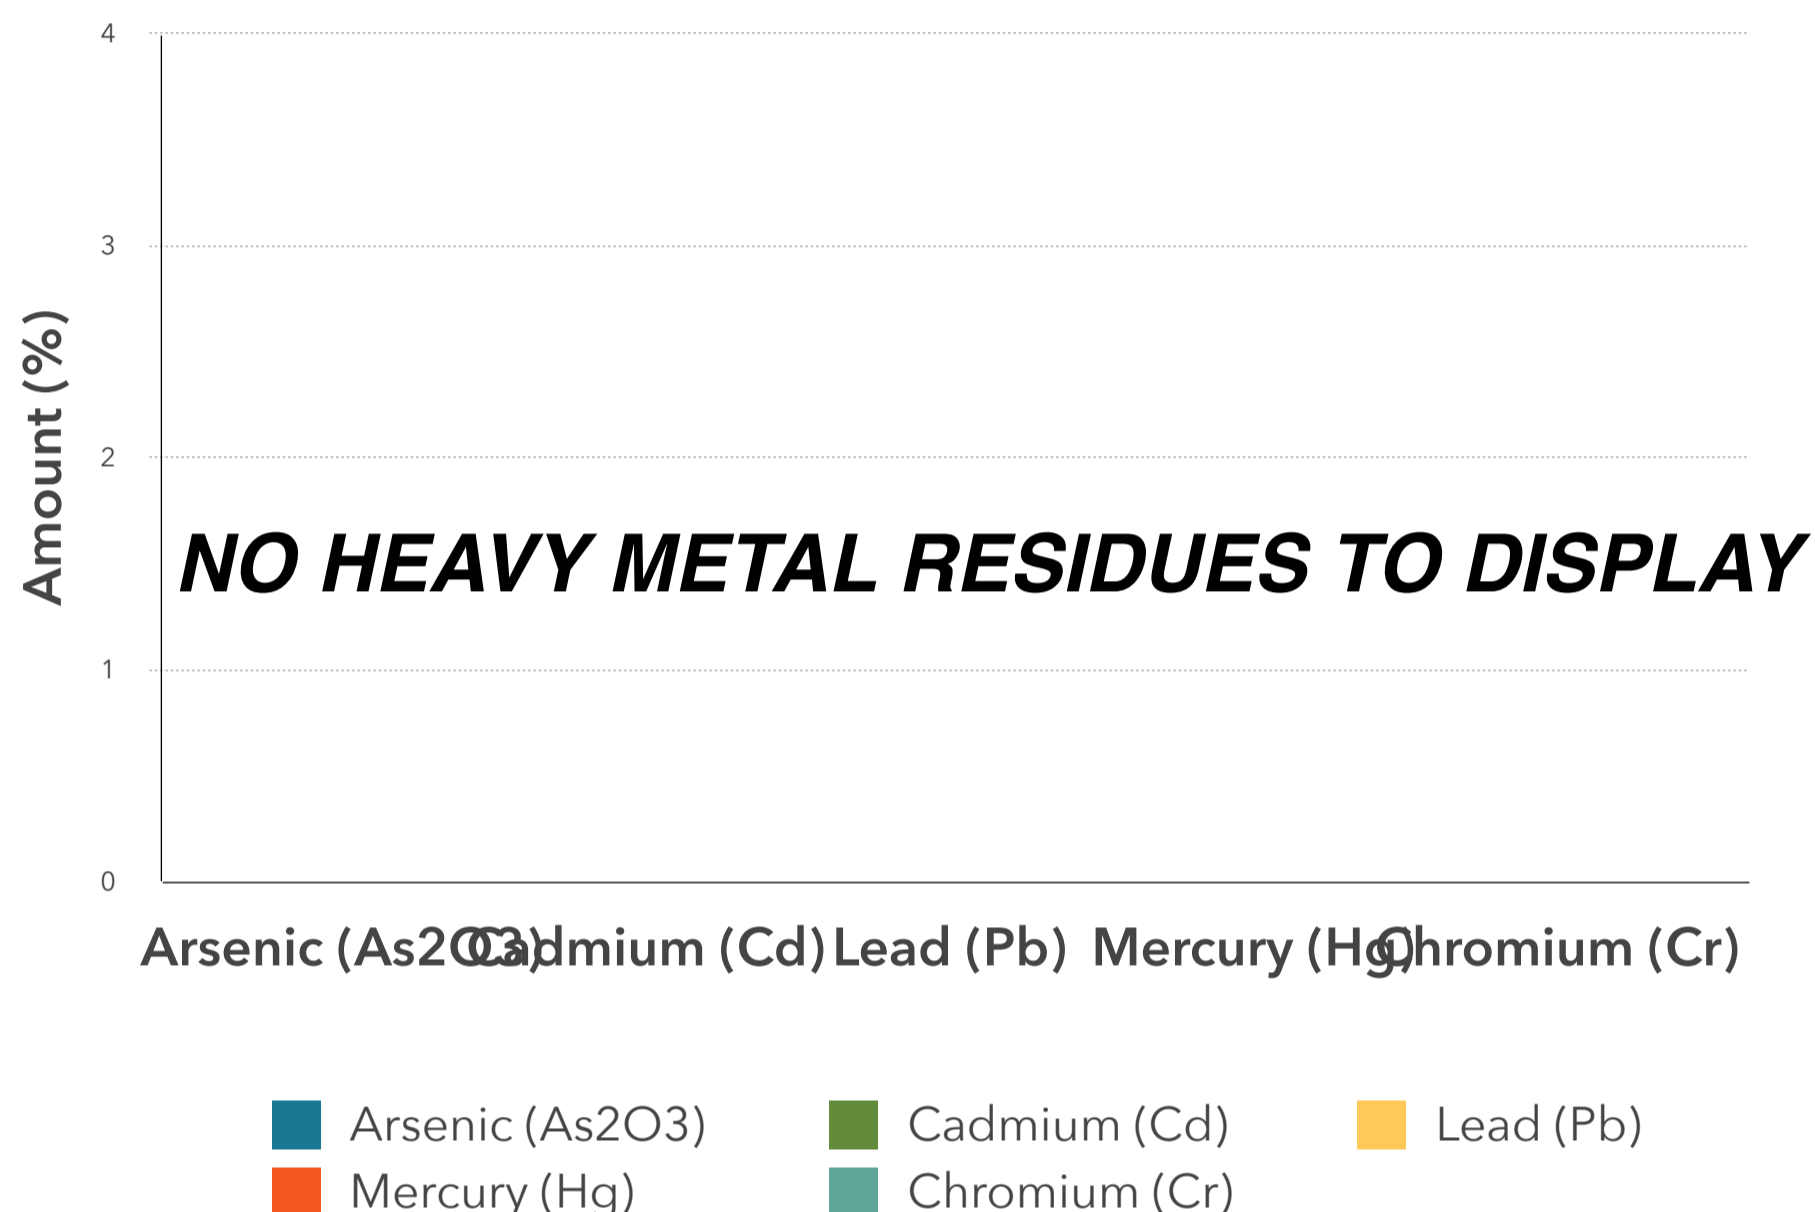 4
3
Amount (%)
2
NO HEAVY METAL RESIDUES TO DISPLAY
1
0
Arsenic (As2O3) Cadmium (Cd) Lead (Pb) Mercury (Hg) Chromium (Cr)
Arsenic (As2O3) Cadmium (Cd) Lead (Pb)
Mercury (Hg) Chromium (Cr)